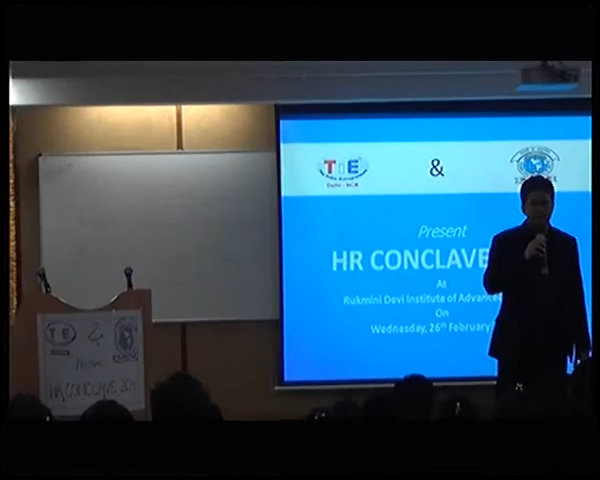 TiE
Delhi - NCR
&
Present
HR CONCLAVE
At
Rukmini Devi Institute of Advanced
On
Wednesday, 26th February
TiE
&
Present
HR CONCLAVE 201